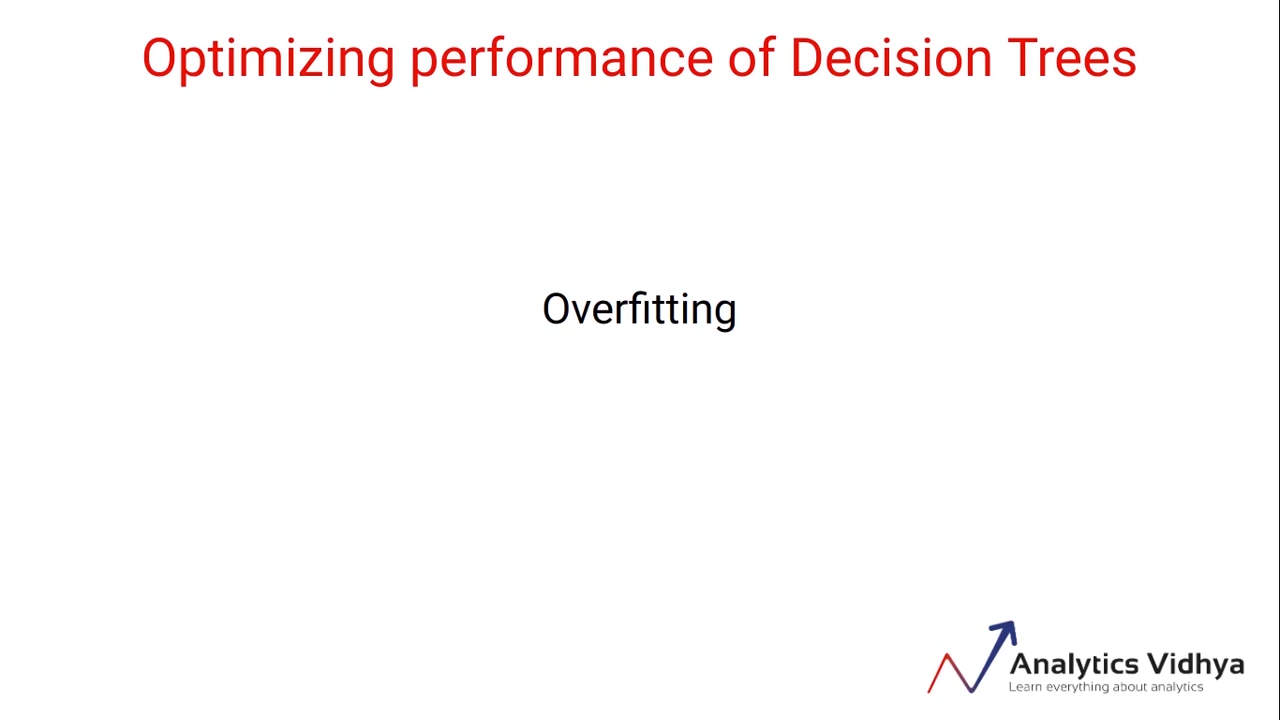 Optimizing performance of Decision Trees
Overfitting
Analytics Vidhya
Learn everything about analytics